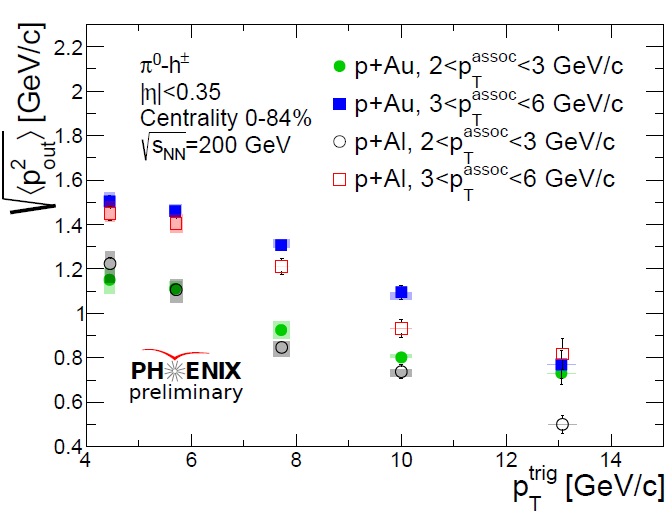 √⟨p²out⟩ [GeV/c]
2.2
2
1.8
1.6
1.4
1.2
1
0.8
0.6
0.4
π⁰-h±
|η|<0.35
Centrality 0-84%
√sNN=200 GeV
p+Au, 2<pTassoc<3 GeV/c
p+Au, 3<pTassoc<6 GeV/c
p+Al, 2<pTassoc<3 GeV/c
p+Al, 3<pTassoc<6 GeV/c
PHENIX
preliminary
4 6 8 10 12 14
pTtrig [GeV/c]